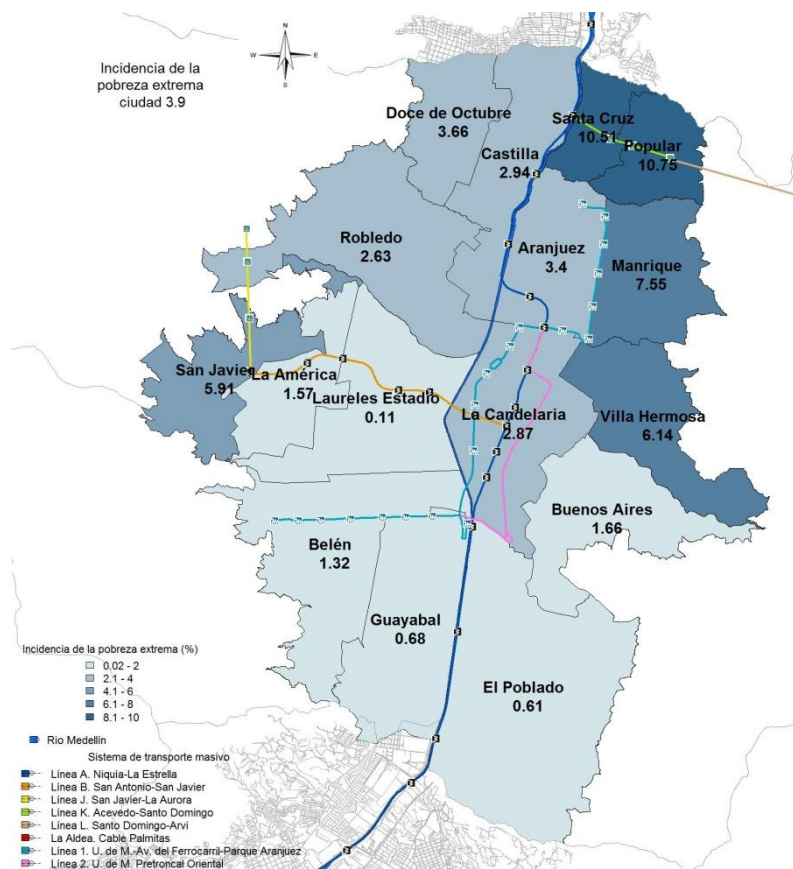 N
W E
S
Incidencia de la
pobreza extrema
ciudad 3.9
Doce de Octubre
3.66
Santa Cruz
10.51
Popular
10.75
Castilla
2.94
Robledo
2.63
Aranjuez
3.4
Manrique
7.55
San Javier
5.91
La América
1.57
Laureles Estadio
0.11
La Candelaria
2.87
Villa Hermosa
6.14
Buenos Aires
1.66
Belén
1.32
Guayabal
0.68
El Poblado
0.61
Incidencia de la pobreza extrema (%)
0.02 - 2
2.1 - 4
4.1 - 6
6.1 - 8
8.1 - 10
Rio Medellín
Sistema de transporte masivo
Línea A. Niquia-La Estrella
Línea B. San Antonio-San Javier
Línea J. San Javier-La Aurora
Línea K. Acevedo-Santo Domingo
Línea L. Santo Domingo-Arvi
La Aldea. Cable Palmitas
Línea 1. U. de M.-Av. del Ferrocarril-Parque Aranjuez
Línea 2. U. de M. Pretroncal Oriental